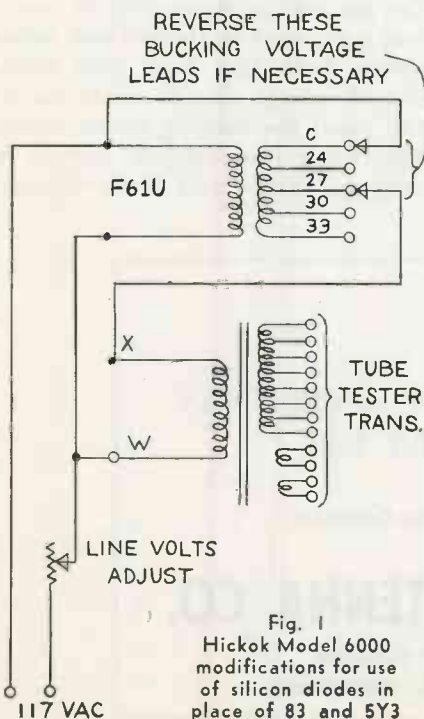 REVERSE THESE
BUCKING VOLTAGE
LEADS IF NECESSARY
C
24
27
30
33
F61U
X
W
TUBE
TESTER
TRANS.
LINE VOLTS
ADJUST
117 VAC
Fig. 1
Hickok Model 6000
modifications for use
of silicon diodes in
place of 83 and 5Y3